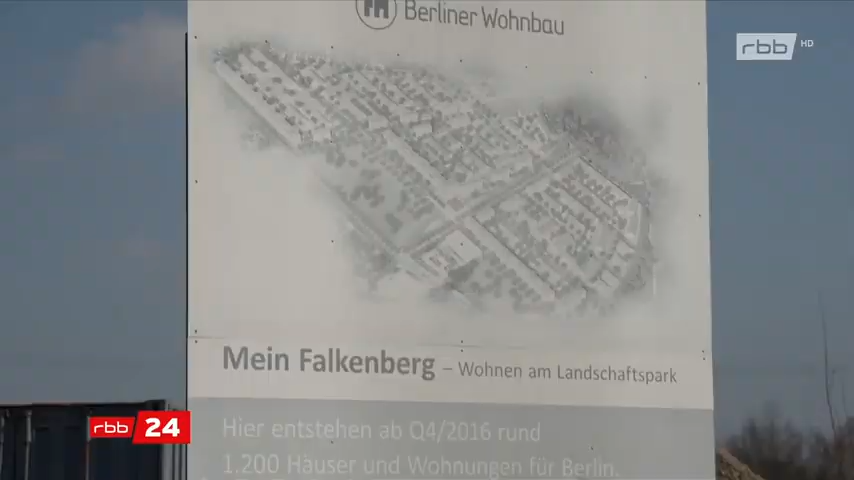 Berliner Wohnbau
rbb HD
Mein Falkenberg – Wohnen am Landschaftspark
rbb 24
Hier entstehen ab Q4/2016 rund
1.200 Häuser und Wohnungen für Berlin.